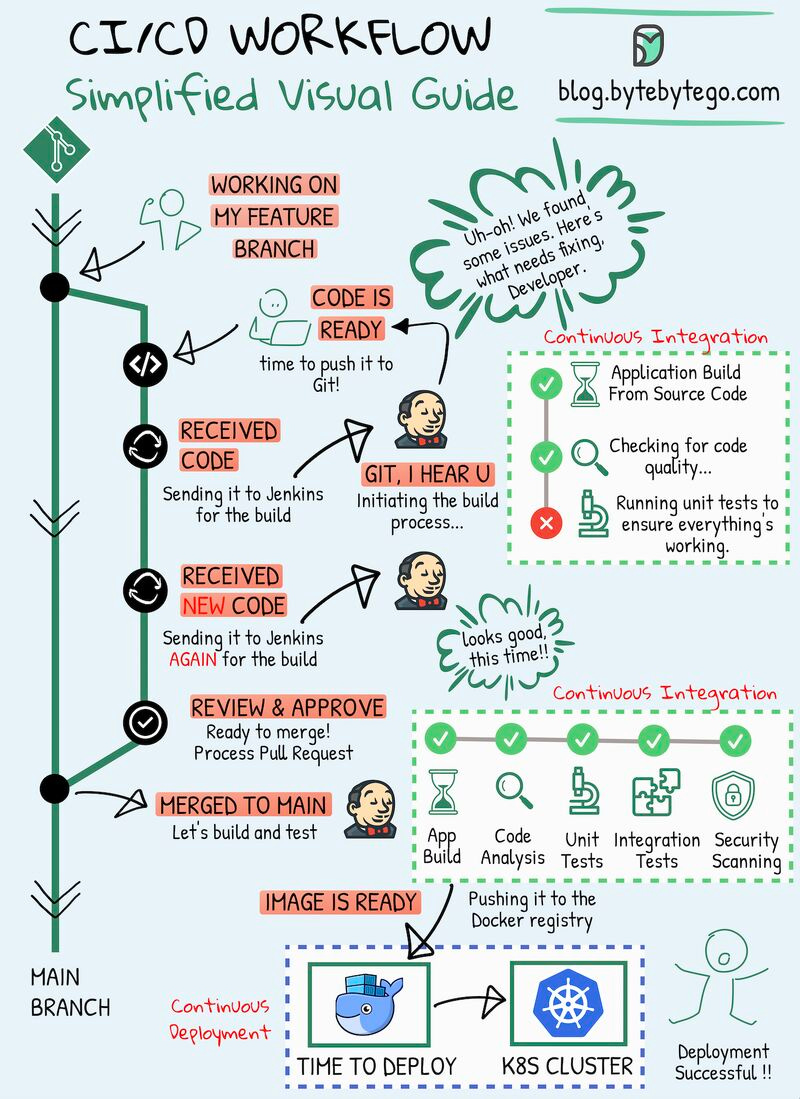 CI/CD WORKFLOW
Simplified Visual Guide
blog.bytebytego.com
WORKING ON
MY FEATURE
BRANCH
Uh-oh! We found
some issues. Here's
what needs fixing,
Developer.
CODE IS
READY
time to push it to
Git!
Continuous Integration
Application Build
From Source Code
Checking for code
quality...
Running unit tests to
ensure everything's
working.
RECEIVED
CODE
Sending it to Jenkins
for the build
GIT, I HEAR U
Initiating the build
process...
RECEIVED
NEW CODE
Sending it to Jenkins
AGAIN for the build
Looks good,
this time!!
REVIEW & APPROVE
Ready to merge!
Process Pull Request
Continuous Integration
App
Build
Code
Analysis
Unit
Tests
Integration
Tests
Security
Scanning
MERGED TO MAIN
Let's build and test
IMAGE IS READY
Pushing it to the
Docker registry
MAIN
BRANCH
Continuous
Deployment
TIME TO DEPLOY
K8S CLUSTER
Deployment
Successful !!